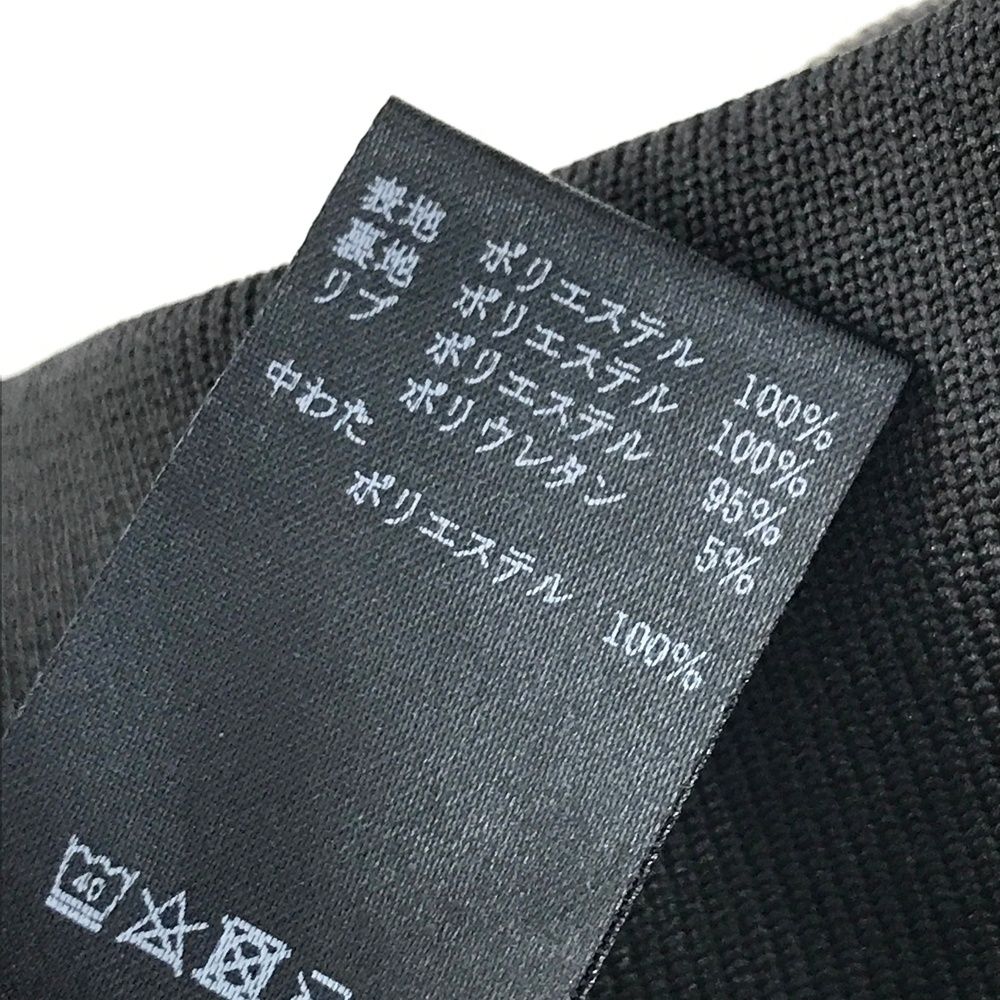 表地 ポリエステル 100%
裏地 ポリエステル 100%
リブ ポリエステル 95%
ポリウレタン 5%
中わた
ポリエステル 100%
40